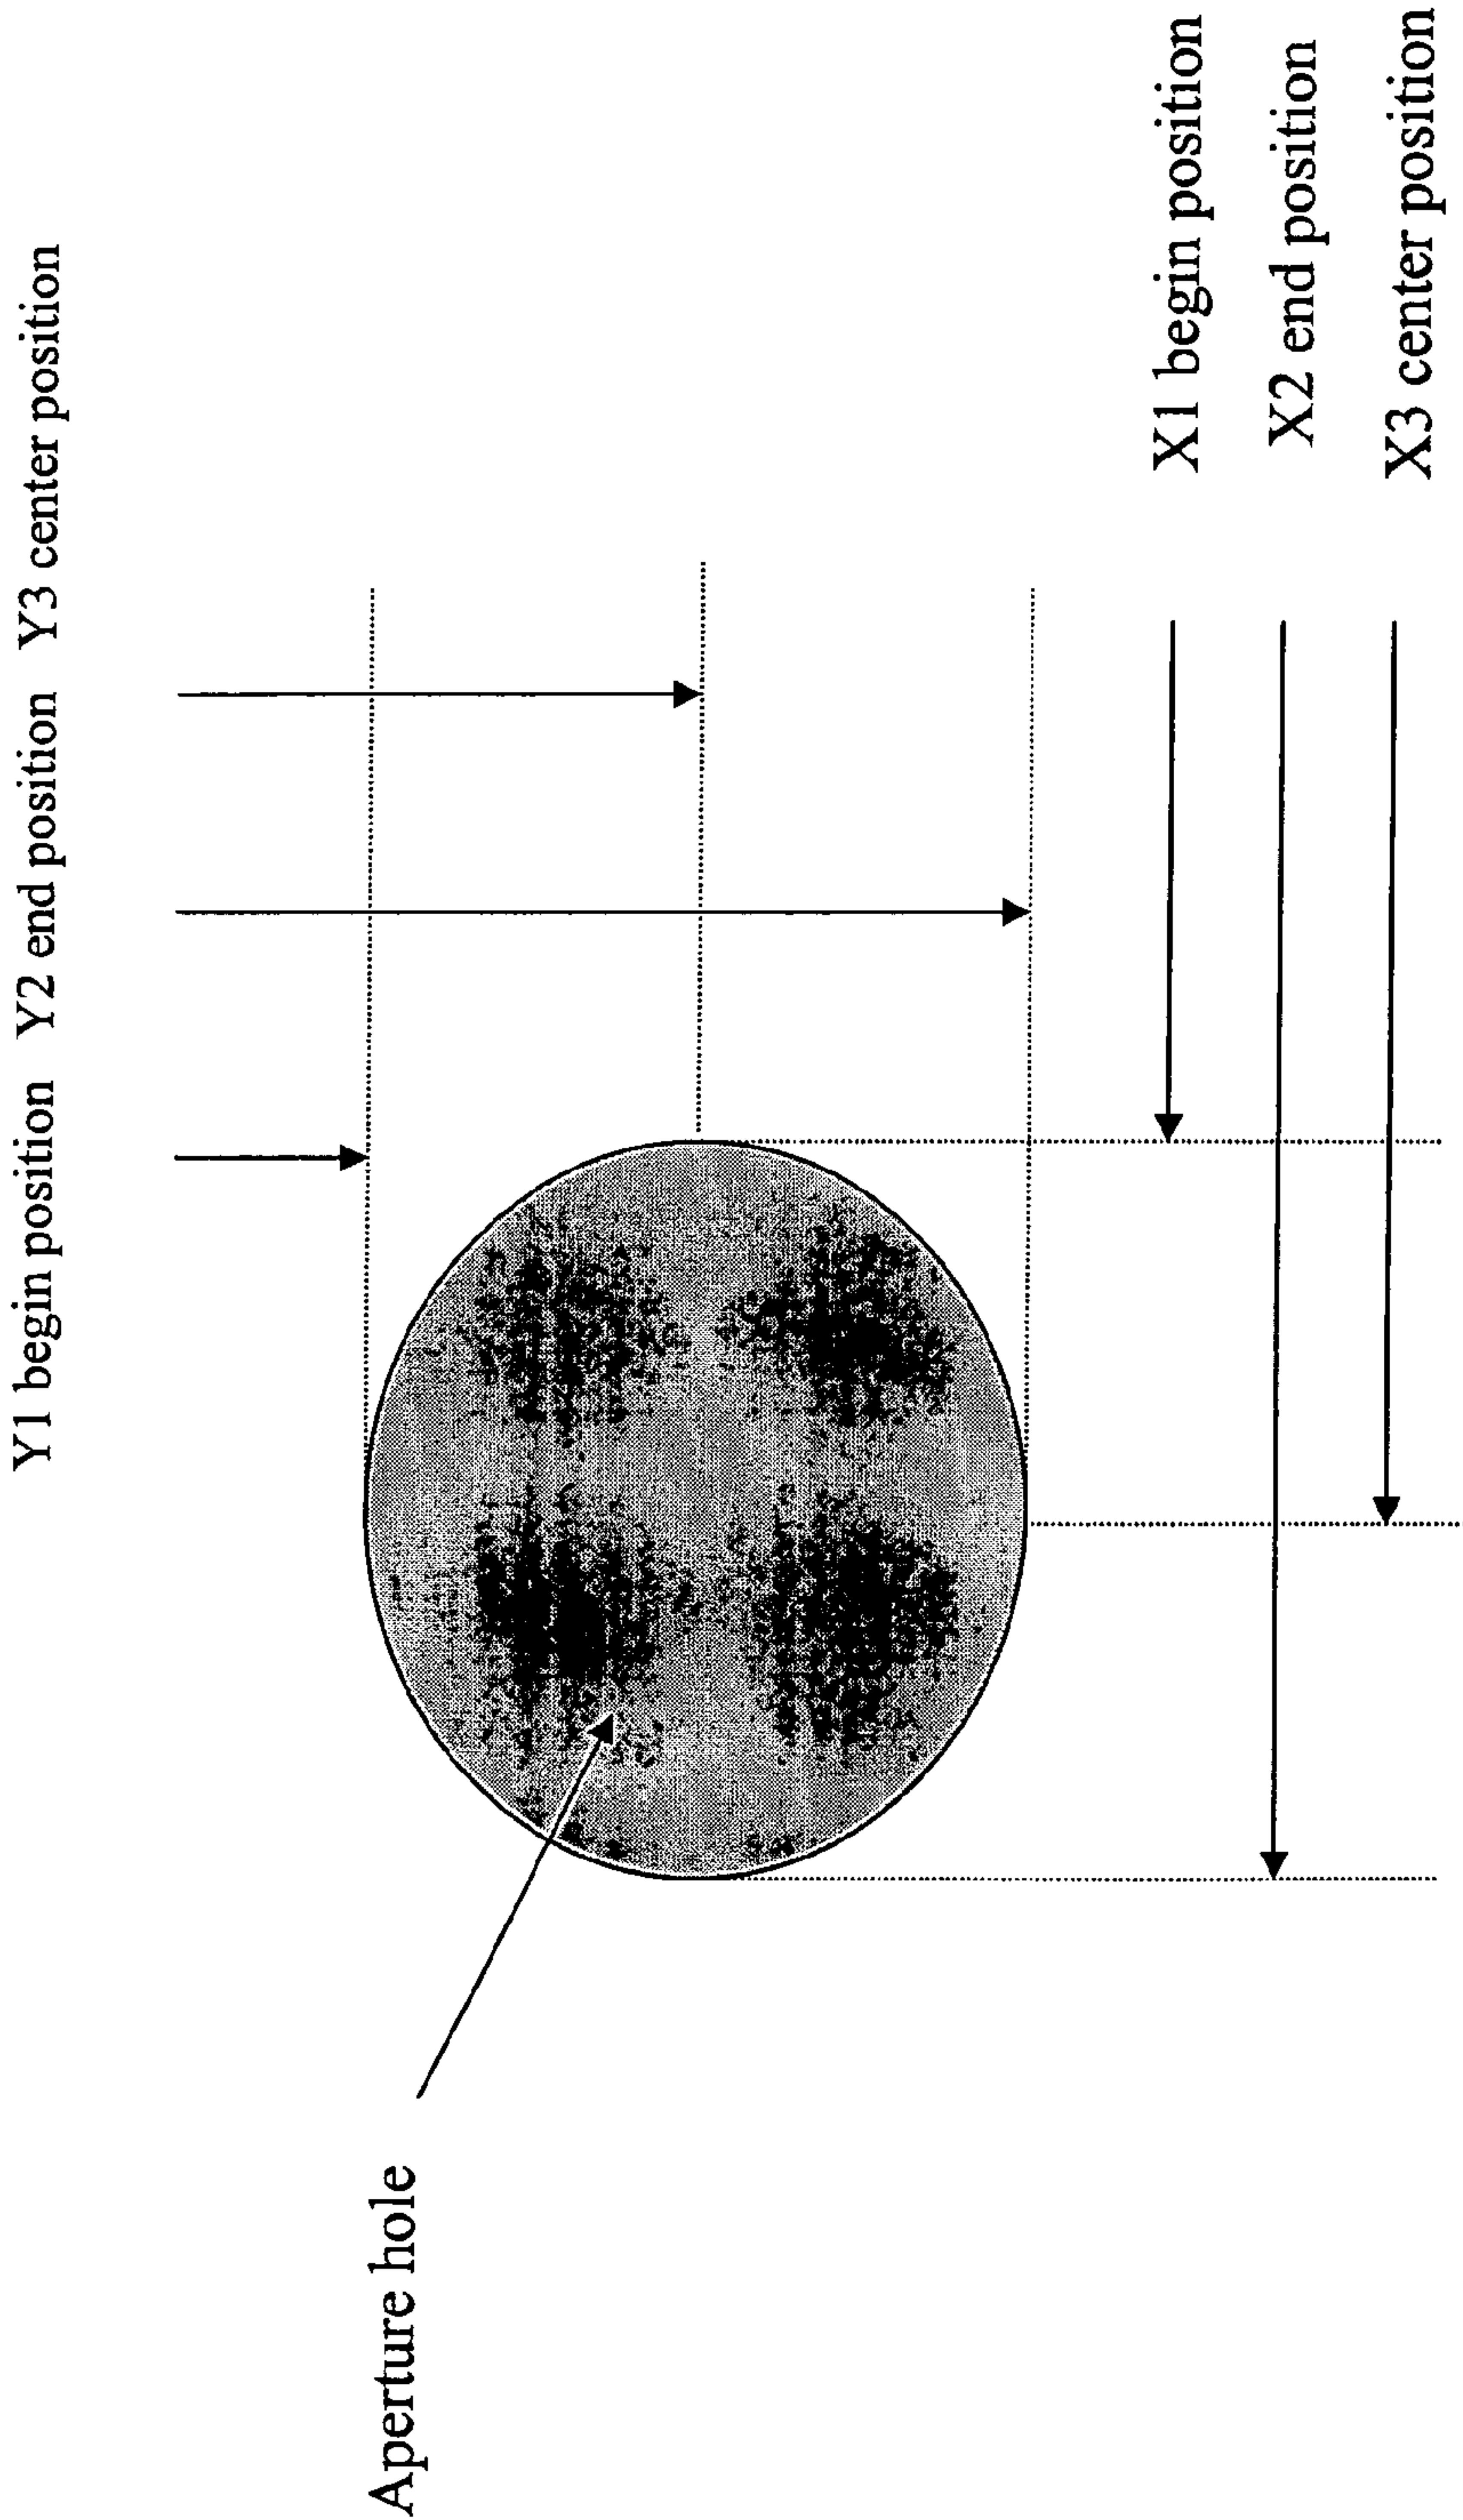 Aperture hole
Y1 begin position
Y2 end position
Y3 center position
X1 begin position
X2 end position
X3 center position